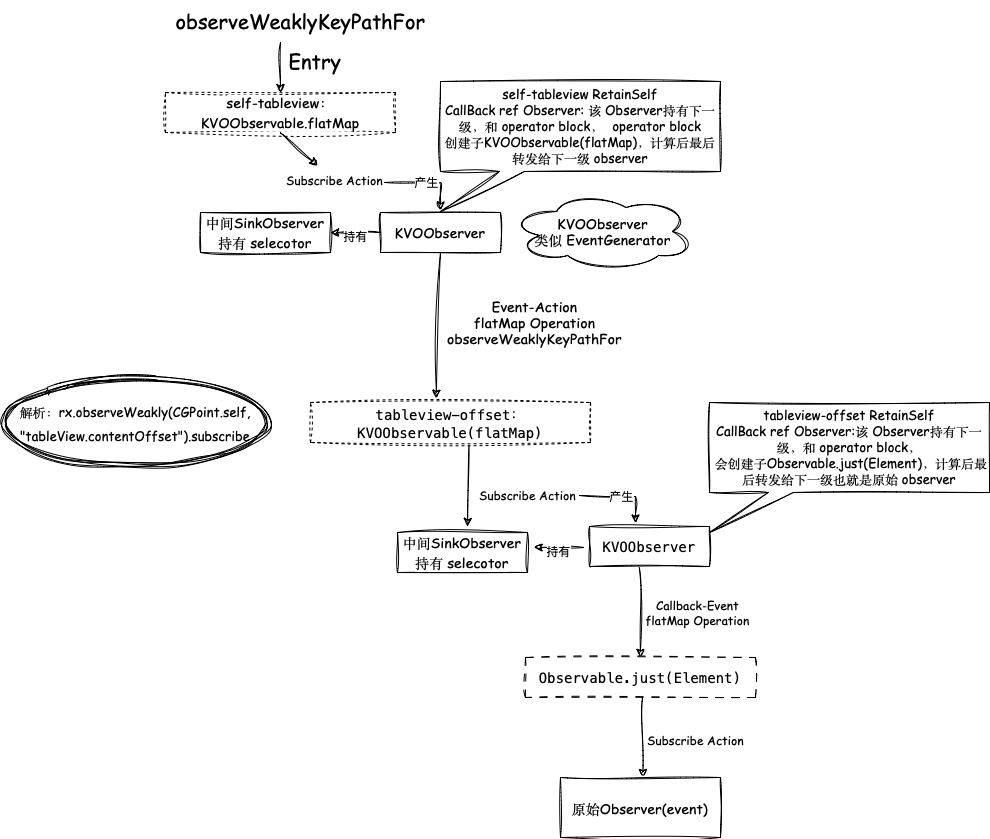 observeWeaklyKeyPathFor
Entry
self-tableview:
KVOObservable.flatMap
self-tableview RetainSelf
CallBack ref Observer: 该 Observer持有下一
级，和 operator block， operator block
创建子KVOObservable(flatMap)，计算后最后
转发给下一级 observer
Subscribe Action
产生
中间SinkObserver
持有 selecotor
持有
KVOObserver
KVOObserver
类似 EventGenerator
Event-Action
flatMap Operation
observeWeaklyKeyPathFor
解析：rx.observeWeakly(CGPoint.self,
"tableView.contentOffset").subscribe
tableview-offset:
KVOObservable(flatMap)
tableview-offset RetainSelf
CallBack ref Observer:该 Observer持有下一
级，和 operator block，
会创建子Observable.just(Element)，计算后最
后转发给下一级也就是原始 observer
Subscribe Action
产生
中间SinkObserver
持有 selecotor
持有
KVOObserver
Callback-Event
flatMap Operation
Observable.just(Element)
Subscribe Action
原始Observer(event)